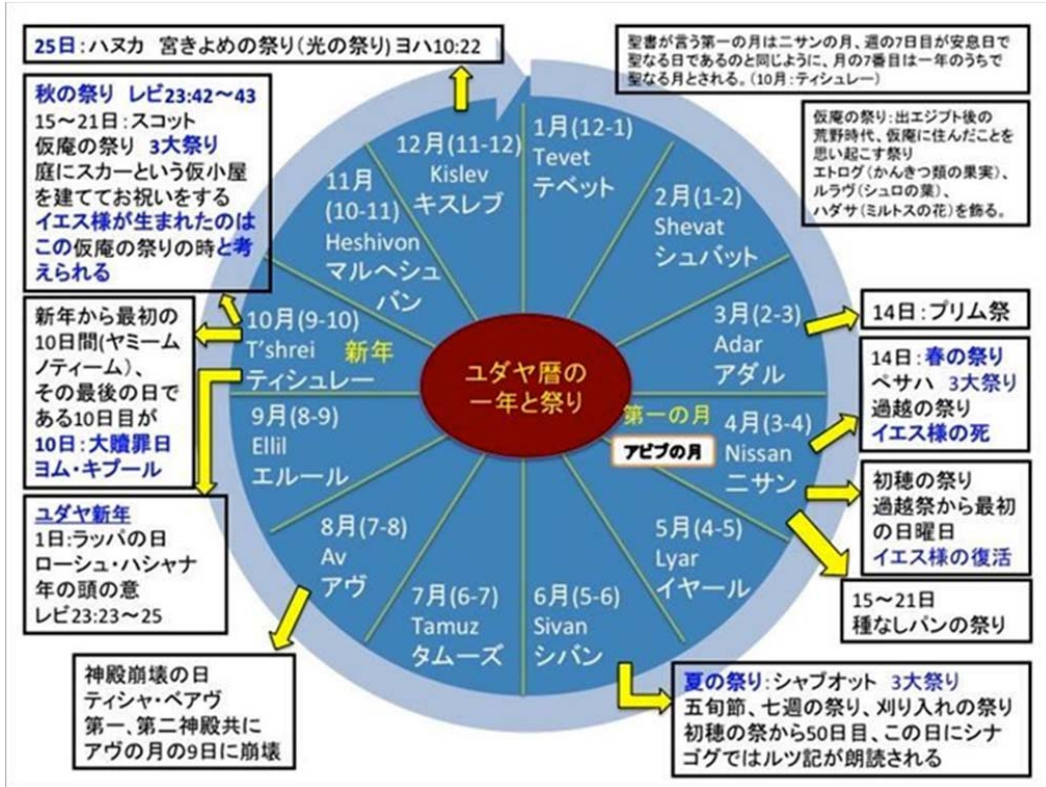 25日：ハヌカ　宮きよめの祭り（光の祭り）ヨハ10:22
聖書が言う第一の月はニサンの月、週の7日目が安息日で
聖なる日であるのと同じように、月の7番目は一年のうちで
聖なる月とされる。（10月：ティシュレー）
仮庵の祭り：出エジプト後の
荒野時代、仮庵に住んだことを
思い起こす祭り
エトログ（かんきつ類の果実）、
ルラヴ（シュロの葉）、
ハダサ（ミルトスの花）を飾る。
秋の祭り　レビ23:42～43
15～21日：スコット
仮庵の祭り　3大祭り
庭にスカーという仮小屋
を建ててお祝いをする
イエス様が生まれたのは
この仮庵の祭りの時と考
えられる
新年から最初の
10日間(ヤミーム
ノティーム)、
その最後の日で
ある10日目が
10日：大贖罪日
ヨム・キプール
ユダヤ新年
1日：ラッパの日
ローシュ・ハシャナ
年の頭の意
レビ23:23～25
神殿崩壊の日
ティシャ・ベアヴ
第一、第二神殿共に
アヴの月の9日に崩壊
1月(12-1)
Tevet
テベット
2月(1-2)
Shevat
シュバット
3月(2-3)
Adar
アダル
第一の月
アビブの月
4月(3-4)
Nissan
ニサン
5月(4-5)
Lyar
イヤール
6月(5-6)
Sivan
シバン
7月(6-7)
Tamuz
タムーズ
8月(7-8)
Av
アヴ
9月(8-9)
Ellil
エルール
10月(9-10)
T'shrei　新年
ティシュレー
11月
(10-11)
Heshivon
マルヘシュ
バン
12月(11-12)
Kislev
キスレブ
ユダヤ暦の
一年と祭り
14日：プリム祭
14日：春の祭り
ペサハ　3大祭り
過越の祭り
イエス様の死
初穂の祭り
過越祭から最初
の日曜日
イエス様の復活
15～21日
種なしパンの祭り
夏の祭り：シャブオット　3大祭り
五旬節、七週の祭り、刈り入れの祭り
初穂の祭から50日目、この日にシナ
ゴグではルツ記が朗読される